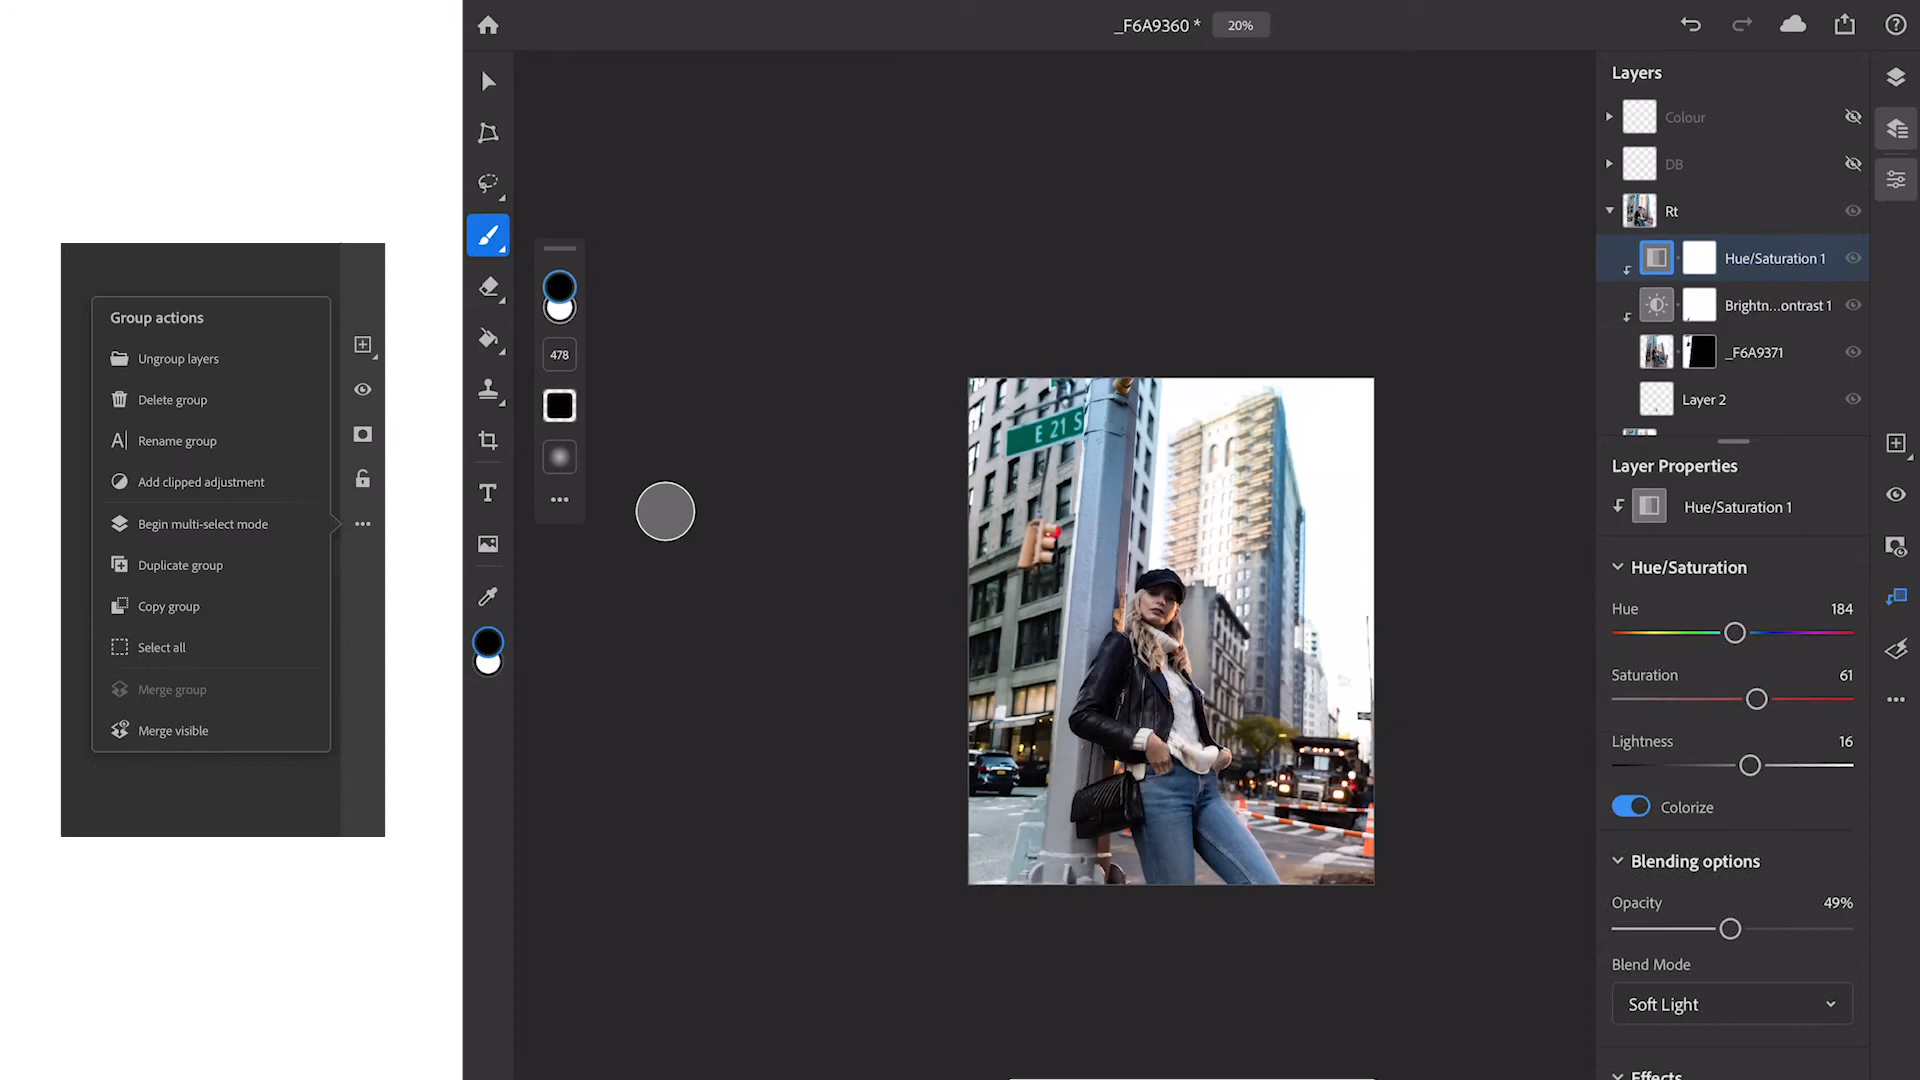 Group actions
Ungroup layers
Delete group
Rename group
Add clipped adjustment
Begin multi-select mode
Duplicate group
Copy group
Select all
Merge group
Merge visible
_F6A9360 *
20%
478
E 21 S
Layers
Colour
DB
Rt
Hue/Saturation 1
Brightn...ontrast 1
_F6A9371
Layer 2
Layer Properties
Hue/Saturation 1
Hue/Saturation
Hue 184
Saturation 61
Lightness 16
Colorize
Blending options
Opacity 49%
Blend Mode
Soft Light
Effects